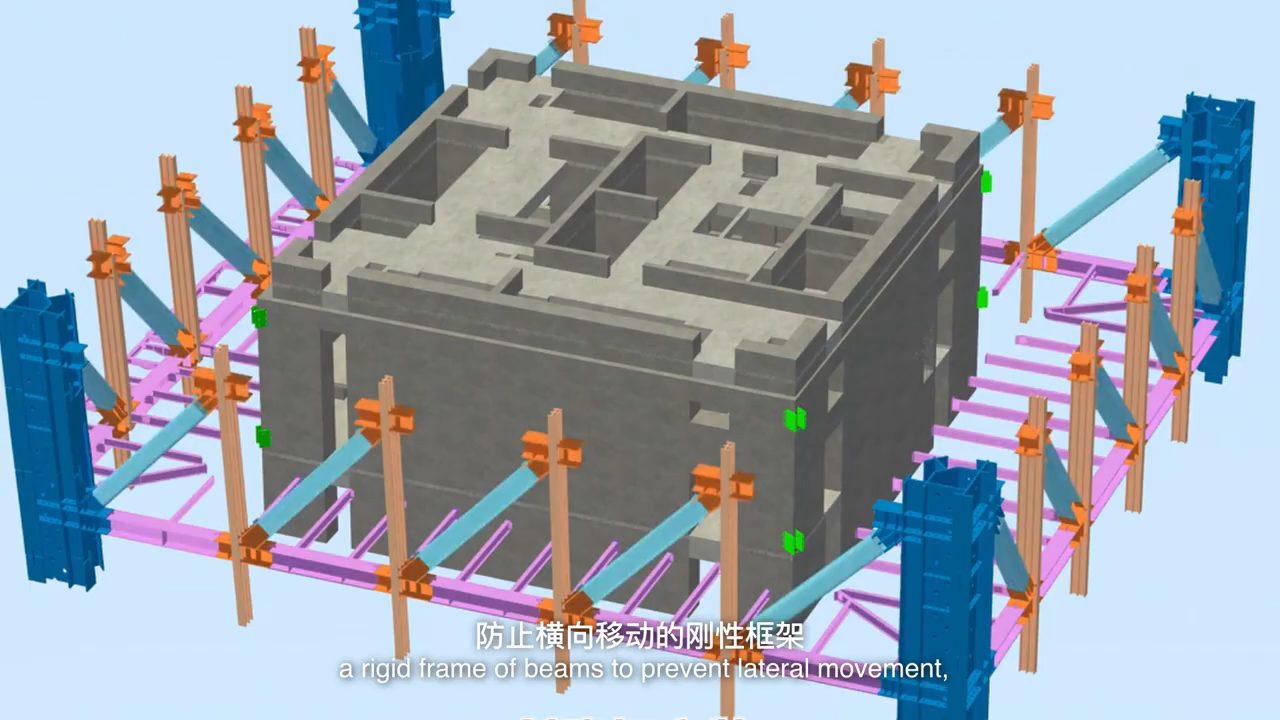 防止横向移动的刚性框架
a rigid frame of beams to prevent lateral movement,